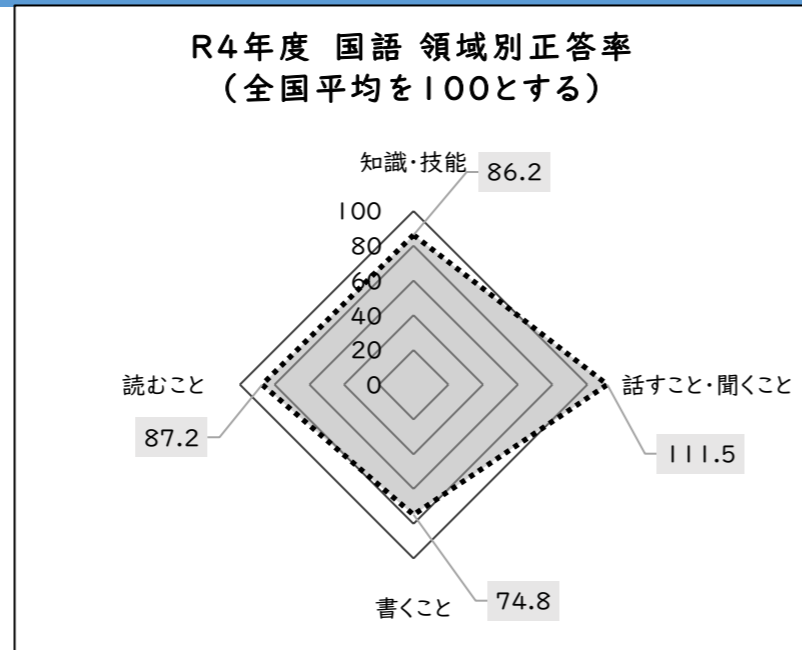 R4年度 国語 領域別正答率
(全国平均を100とする)
知識・技能
86.2
100
80
60
40
20
0
読むこと
87.2
話すこと・聞くこと
111.5
書くこと
74.8